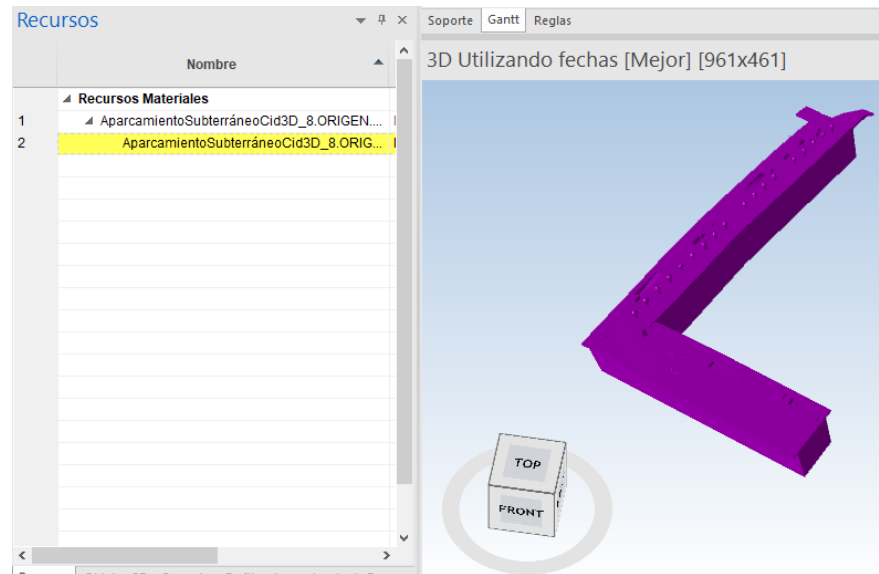 Recursos
Nombre
Recursos Materiales
1 AparcamientoSubterráneoCid3D_8.ORIGEN....
2 AparcamientoSubterráneoCid3D_8.ORIG...
Soporte Gantt Reglas
3D Utilizando fechas [Mejor] [961x461]
TOP
FRONT